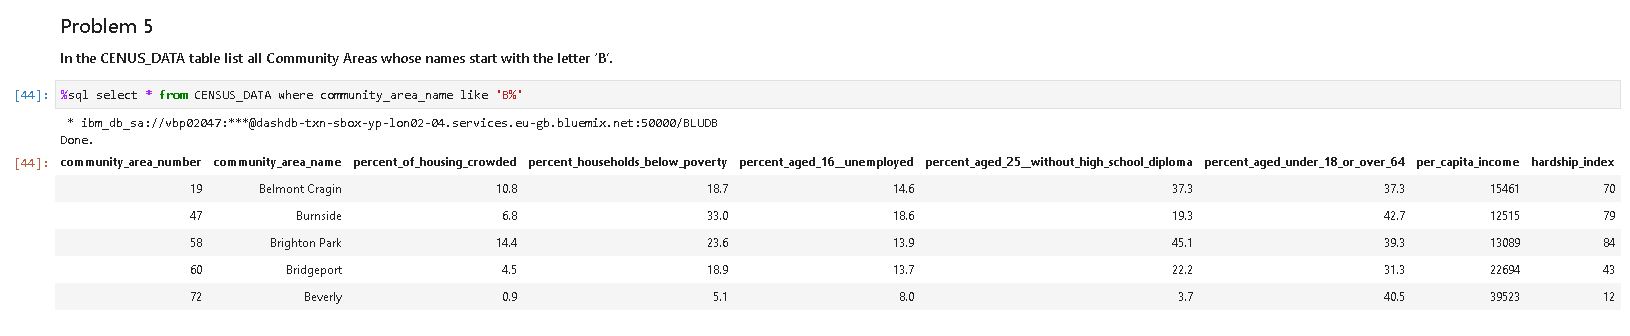 Problem 5
In the CENUS_DATA table list all Community Areas whose names start with the letter 'B'.
[44]: %sql select * from CENSUS_DATA where community_area_name like 'B%'
* ibm_db_sa://vbp02047:***@dashdb-txn-sbox-yp-lon02-04.services.eu-gb.bluemix.net:50000/BLUDB
Done.
[44]: community_area_number community_area_name percent_of_housing_crowded percent_households_below_poverty percent_aged_16__unemployed percent_aged_25__without_high_school_diploma percent_aged_under_18_or_over_64 per_capita_income hardship_index
19 Belmont Cragin 10.8 18.7 14.6 37.3 37.3 15461 70
47 Burnside 6.8 33.0 18.6 19.3 42.7 12515 79
58 Brighton Park 14.4 23.6 13.9 45.1 39.3 13089 84
60 Bridgeport 4.5 18.9 13.7 22.2 31.3 22694 43
72 Beverly 0.9 5.1 8.0 3.7 40.5 39523 12